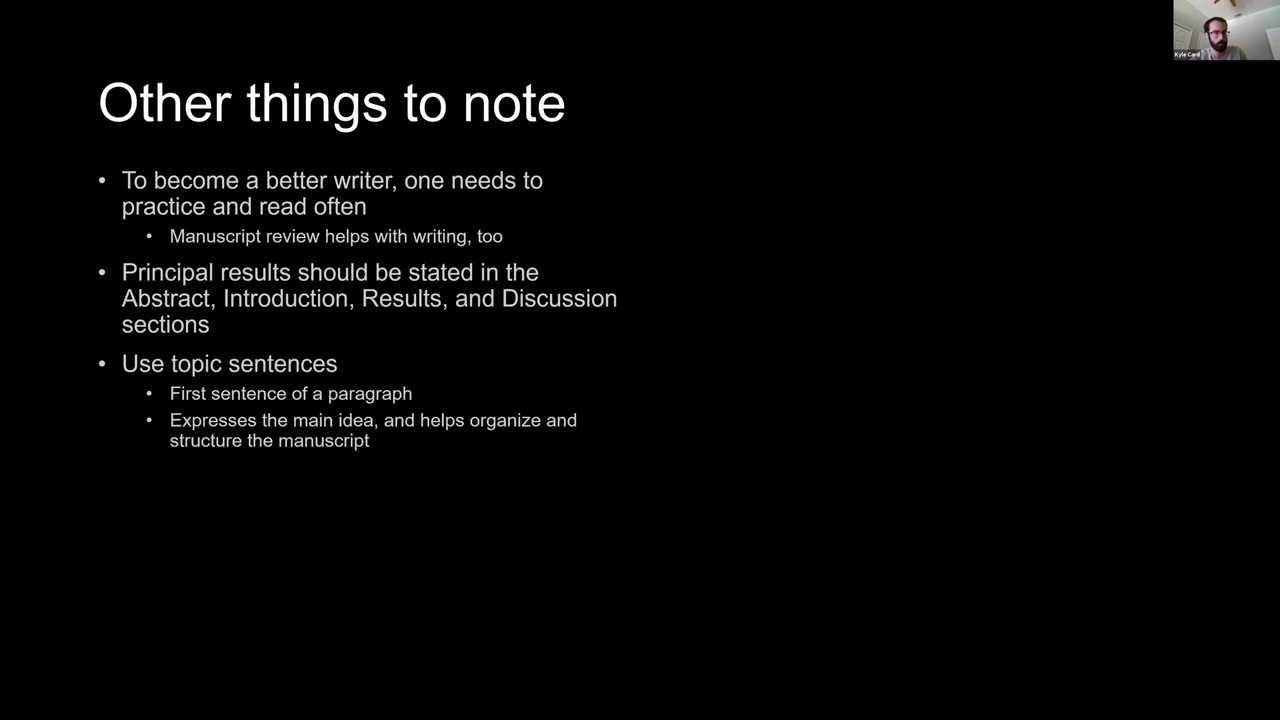 Other things to note
• To become a better writer, one needs to
practice and read often
• Manuscript review helps with writing, too
• Principal results should be stated in the
Abstract, Introduction, Results, and Discussion
sections
• Use topic sentences
• First sentence of a paragraph
• Expresses the main idea, and helps organize and
structure the manuscript
Kyle Card